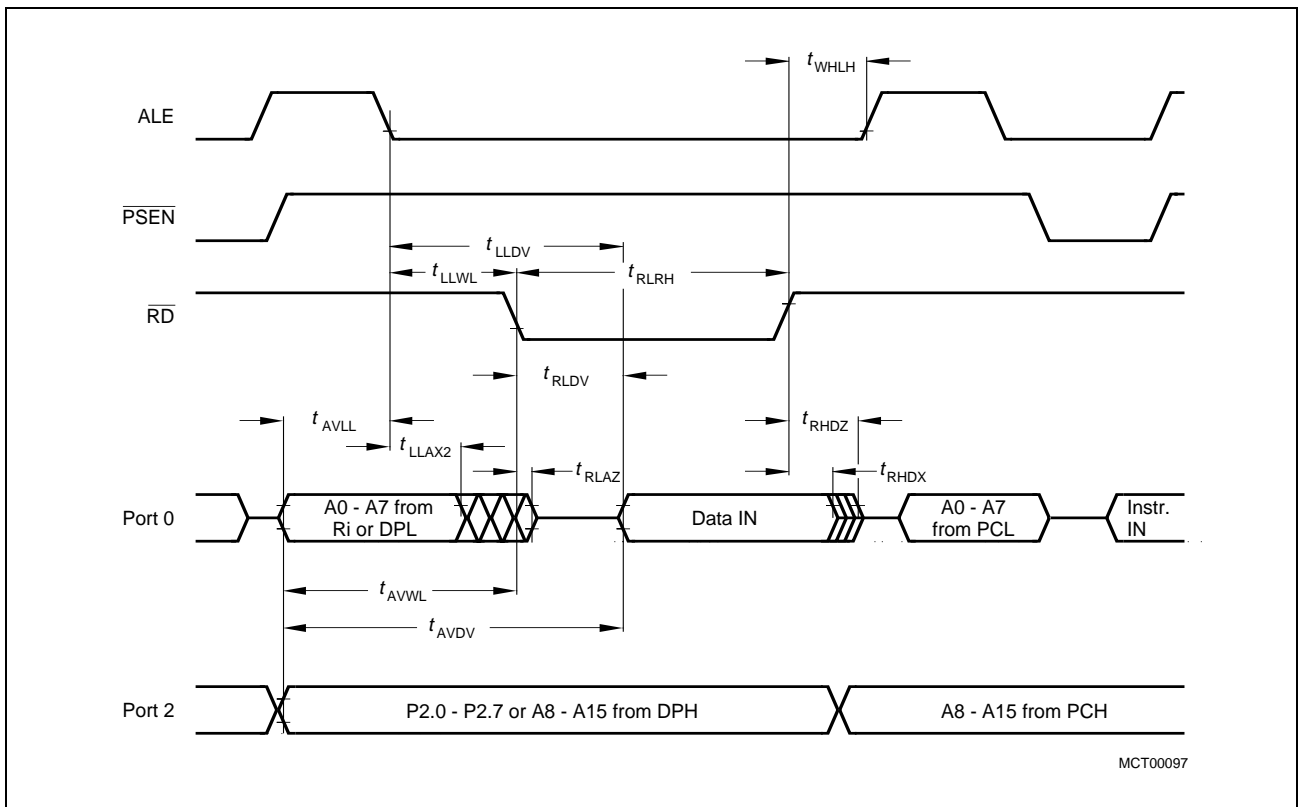 t WHLH
ALE
PSEN
t LLDV
t LLWL
t RLRH
RD
t RLDV
t AVLL
t LLAX2
t RLAZ
t RHDZ
t RHDX
Port 0
A0 - A7 from
Ri or DPL
Data IN
A0 - A7
from PCL
Instr.
IN
t AVWL
t AVDV
Port 2
P2.0 - P2.7 or A8 - A15 from DPH
A8 - A15 from PCH
MCT00097